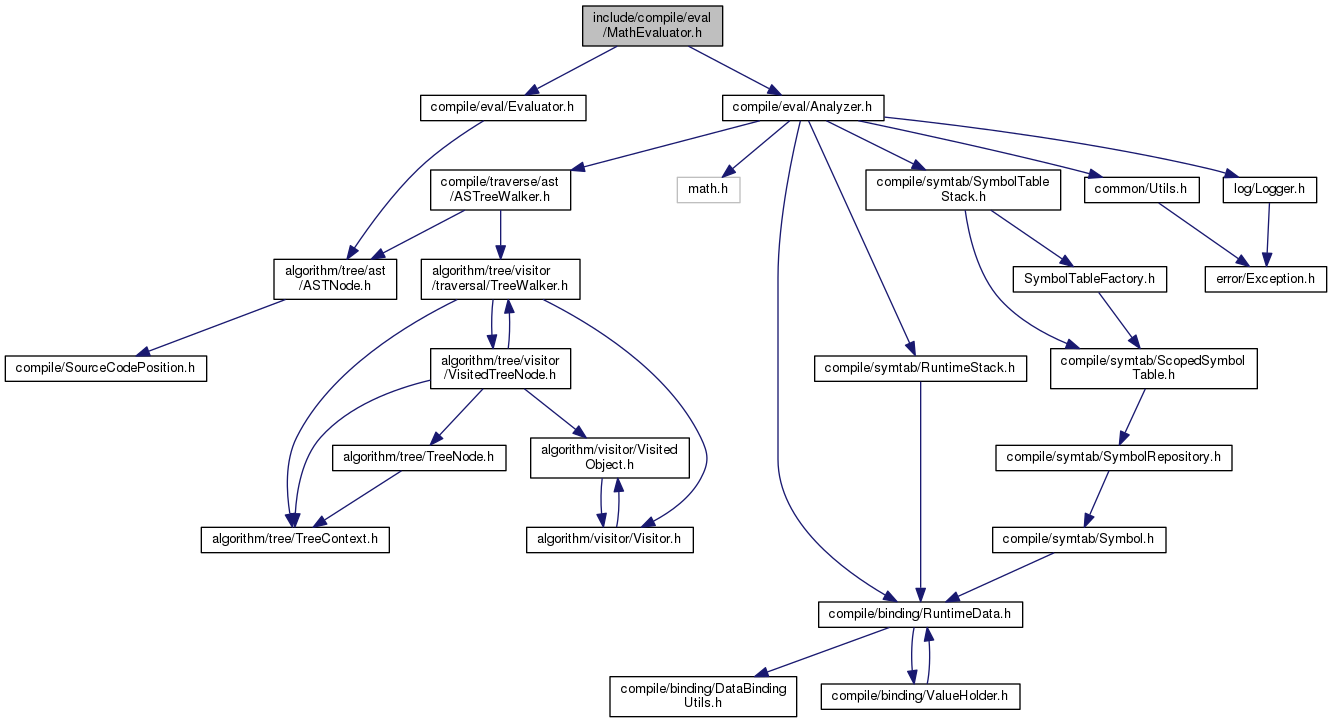 include/compile/eval
/MathEvaluator.h
compile/eval/Evaluator.h
compile/eval/Analyzer.h
compile/traverse/ast
/ASTreeWalker.h
math.h
compile/symtab/SymbolTable
Stack.h
common/Utils.h
log/Logger.h
algorithm/tree/ast
/ASTNode.h
algorithm/tree/visitor
/traversal/TreeWalker.h
SymbolTableFactory.h
error/Exception.h
compile/SourceCodePosition.h
algorithm/tree/visitor
/VisitedTreeNode.h
compile/symtab/RuntimeStack.h
compile/symtab/ScopedSymbol
Table.h
algorithm/tree/TreeNode.h
algorithm/visitor/Visited
Object.h
compile/symtab/SymbolRepository.h
algorithm/tree/TreeContext.h
algorithm/visitor/Visitor.h
compile/symtab/Symbol.h
compile/binding/RuntimeData.h
compile/binding/DataBinding
Utils.h
compile/binding/ValueHolder.h